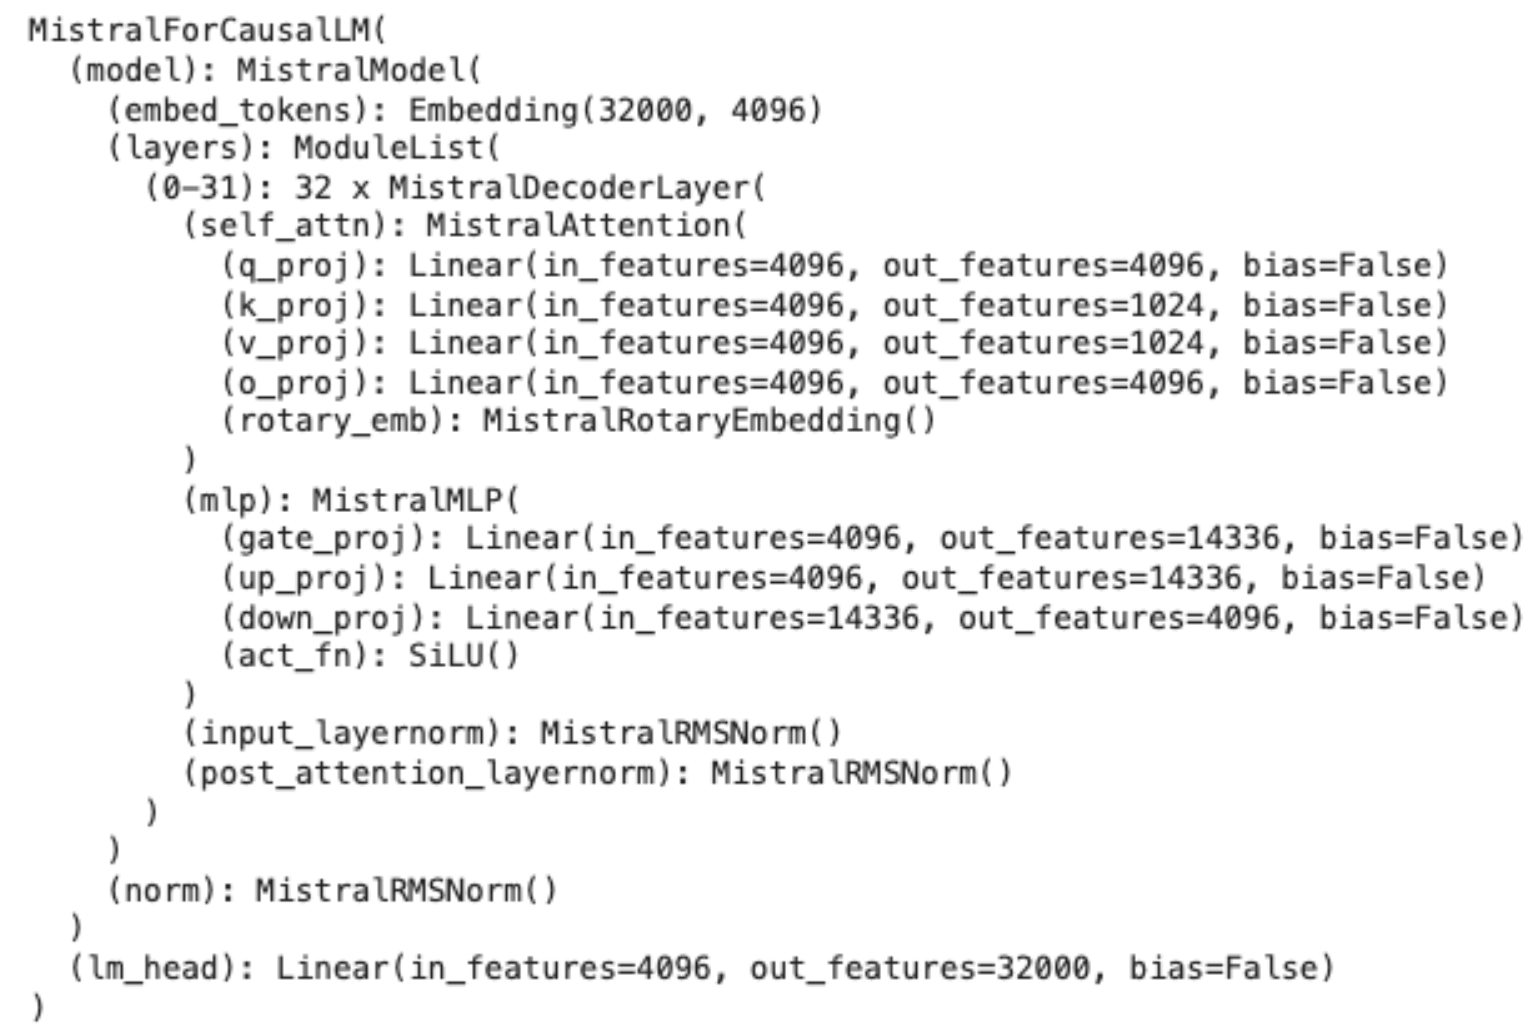 MistralForCausalLM(
  (model): MistralModel(
    (embed_tokens): Embedding(32000, 4096)
    (layers): ModuleList(
      (0-31): 32 x MistralDecoderLayer(
        (self_attn): MistralAttention(
          (q_proj): Linear(in_features=4096, out_features=4096, bias=False)
          (k_proj): Linear(in_features=4096, out_features=1024, bias=False)
          (v_proj): Linear(in_features=4096, out_features=1024, bias=False)
          (o_proj): Linear(in_features=4096, out_features=4096, bias=False)
          (rotary_emb): MistralRotaryEmbedding()
        )
        (mlp): MistralMLP(
          (gate_proj): Linear(in_features=4096, out_features=14336, bias=False)
          (up_proj): Linear(in_features=4096, out_features=14336, bias=False)
          (down_proj): Linear(in_features=14336, out_features=4096, bias=False)
          (act_fn): SiLU()
        )
        (input_layernorm): MistralRMSNorm()
        (post_attention_layernorm): MistralRMSNorm()
      )
    )
    (norm): MistralRMSNorm()
  )
  (lm_head): Linear(in_features=4096, out_features=32000, bias=False)
)